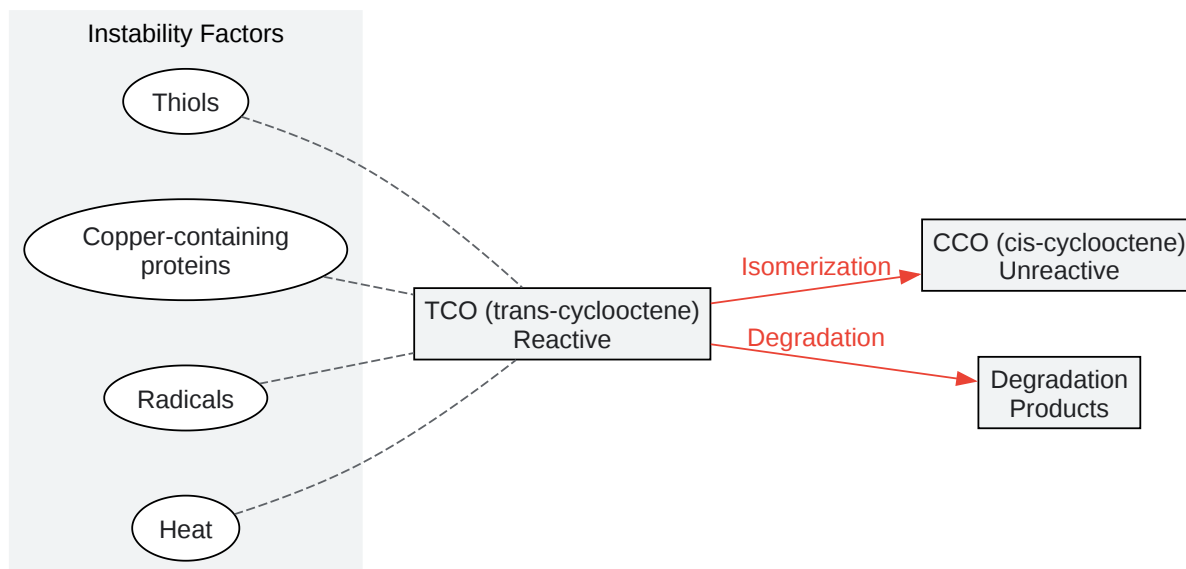 Instability Factors
Thiols
Copper-containing
proteins
Radicals
Heat
TCO (trans-cyclooctene)
Reactive
Isomerization
Degradation
CCO (cis-cyclooctene)
Unreactive
Degradation
Products